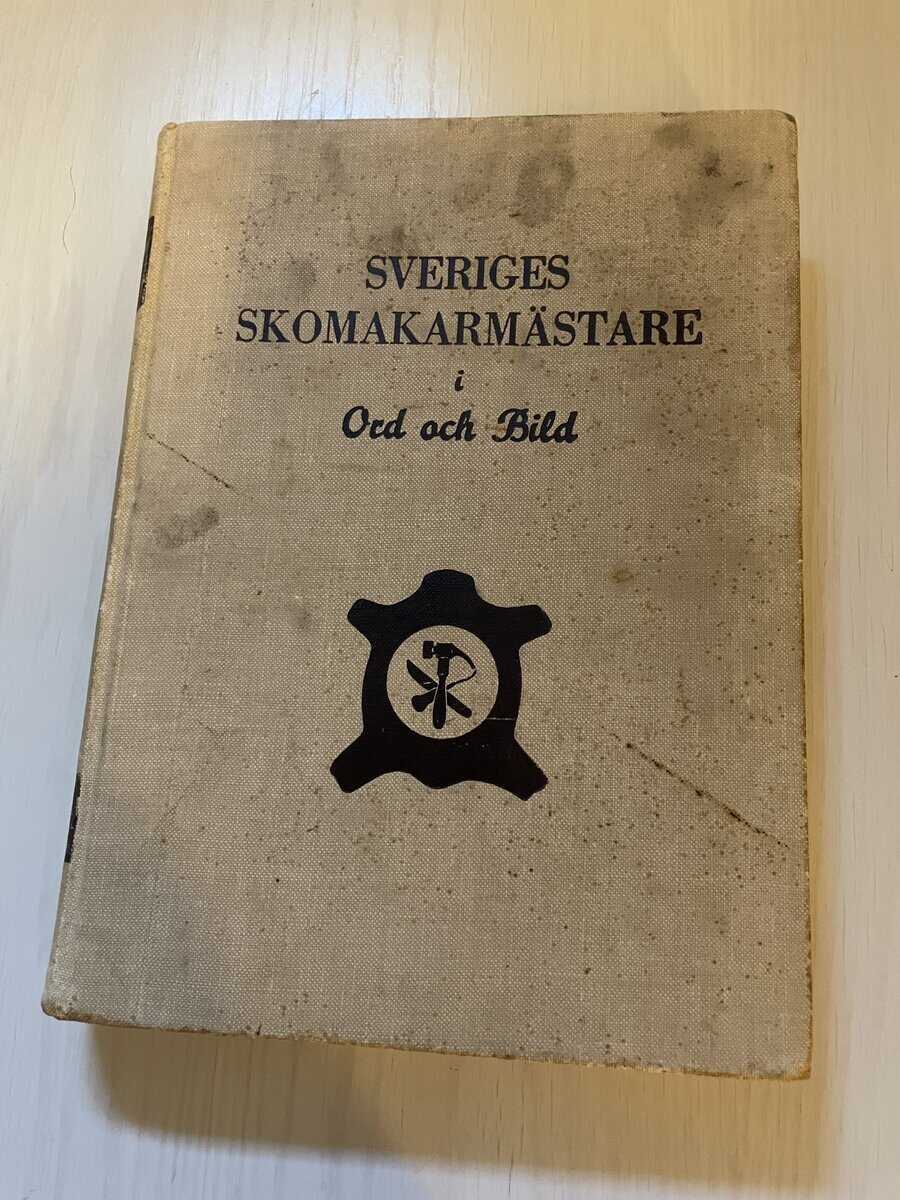 SVERIGES
SKOMAKARMÄSTARE
i
Ord och Bild